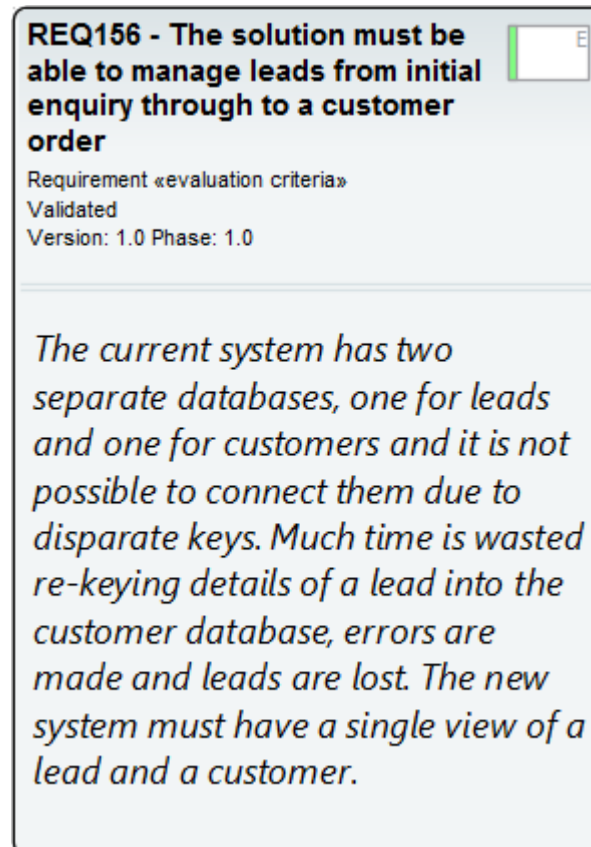 REQ156 - The solution must be
able to manage leads from initial
enquiry through to a customer
order
E
Requirement «evaluation criteria»
Validated
Version: 1.0 Phase: 1.0
The current system has two
separate databases, one for leads
and one for customers and it is not
possible to connect them due to
disparate keys. Much time is wasted
re-keying details of a lead into the
customer database, errors are
made and leads are lost. The new
system must have a single view of a
lead and a customer.